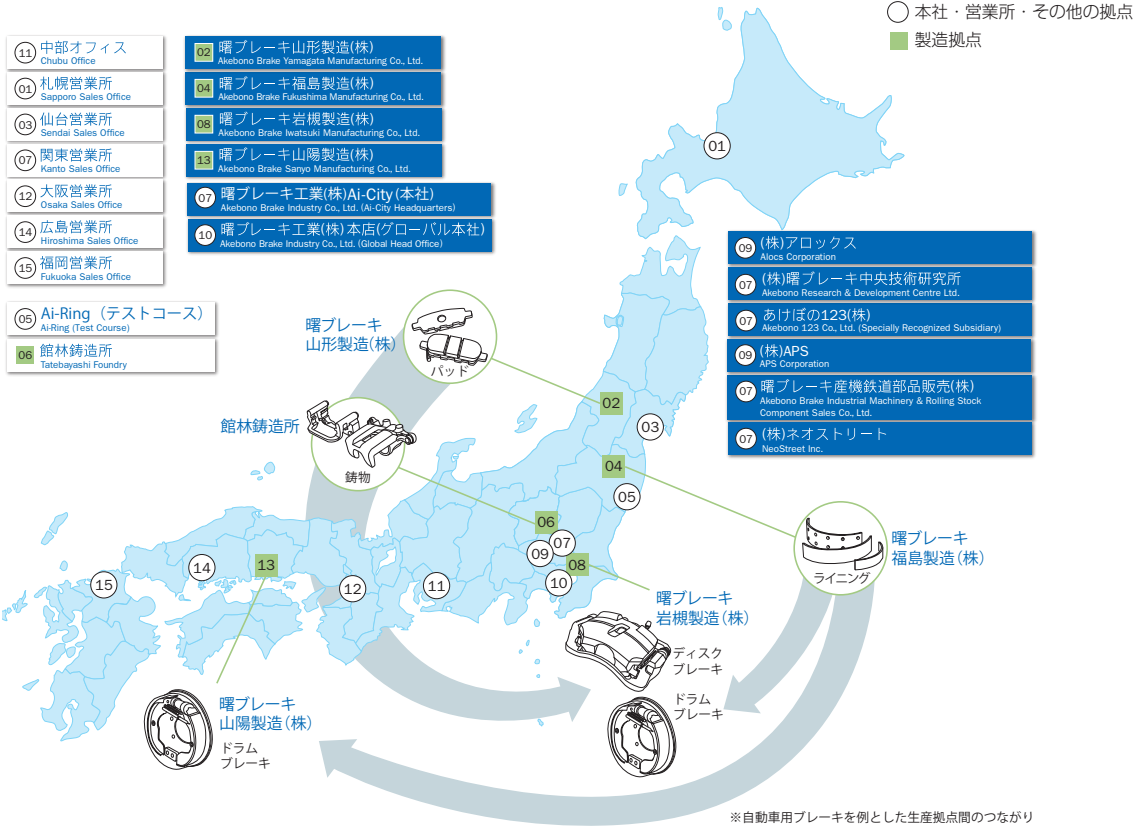 本社・営業所・その他の拠点
製造拠点
11 中部オフィス
Chubu Office
01 札幌営業所
Sapporo Sales Office
03 仙台営業所
Sendai Sales Office
07 関東営業所
Kanto Sales Office
12 大阪営業所
Osaka Sales Office
14 広島営業所
Hiroshima Sales Office
15 福岡営業所
Fukuoka Sales Office
05 Ai-Ring（テストコース）
Ai-Ring (Test Course)
06 館林鋳造所
Tatebayashi Foundry
02 曙ブレーキ山形製造(株)
Akebono Brake Yamagata Manufacturing Co., Ltd.
04 曙ブレーキ福島製造(株)
Akebono Brake Fukushima Manufacturing Co., Ltd.
08 曙ブレーキ岩槻製造(株)
Akebono Brake Iwatsuki Manufacturing Co., Ltd.
13 曙ブレーキ山陽製造(株)
Akebono Brake Sanyo Manufacturing Co., Ltd.
07 曙ブレーキ工業(株)Ai-City(本社)
Akebono Brake Industry Co., Ltd. (Ai-City Headquarters)
10 曙ブレーキ工業(株)本店(グローバル本社)
Akebono Brake Industry Co., Ltd. (Global Head Office)
09 (株)アロックス
Alocs Corporation
07 (株)曙ブレーキ中央技術研究所
Akebono Research & Development Centre Ltd.
07 あけぼの123(株)
Akebono 123 Co., Ltd. (Specially Recognized Subsidiary)
09 (株)APS
APS Corporation
07 曙ブレーキ産機鉄道部品販売(株)
Akebono Brake Industrial Machinery & Rolling Stock
Component Sales Co., Ltd.
07 (株)ネオストリート
NeoStreet Inc.
01
曙ブレーキ
山形製造(株)
パッド
館林鋳造所
鋳物
02
03
04
05
06
07
09
08
10
11
12
13
14
15
曙ブレーキ
福島製造(株)
ライニング
曙ブレーキ
岩槻製造(株)
ディスク
ブレーキ
ドラム
ブレーキ
曙ブレーキ
山陽製造(株)
ドラム
ブレーキ
※自動車用ブレーキを例とした生産拠点間のつながり